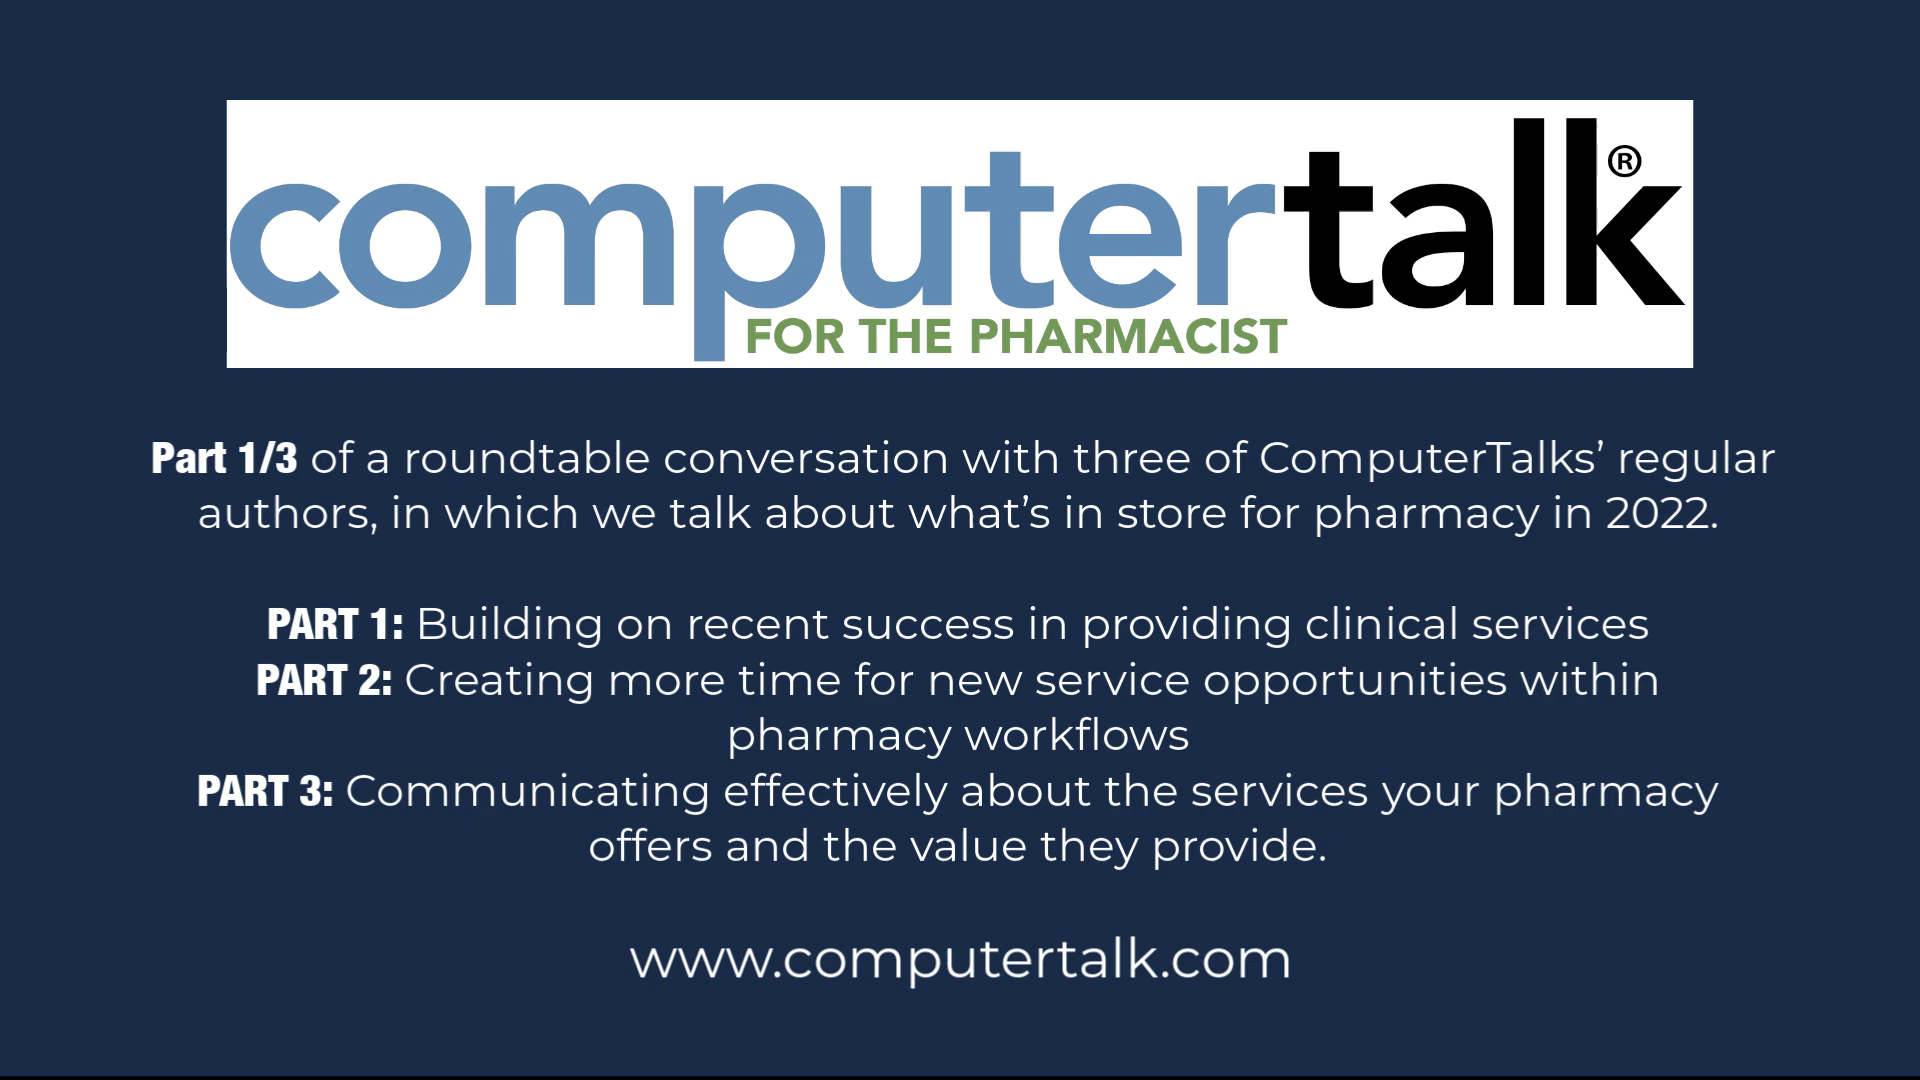 computertalk®
FOR THE PHARMACIST
Part 1/3 of a roundtable conversation with three of ComputerTalks’ regular
authors, in which we talk about what’s in store for pharmacy in 2022.
PART 1: Building on recent success in providing clinical services
PART 2: Creating more time for new service opportunities within
pharmacy workflows
PART 3: Communicating effectively about the services your pharmacy
offers and the value they provide.
www.computertalk.com